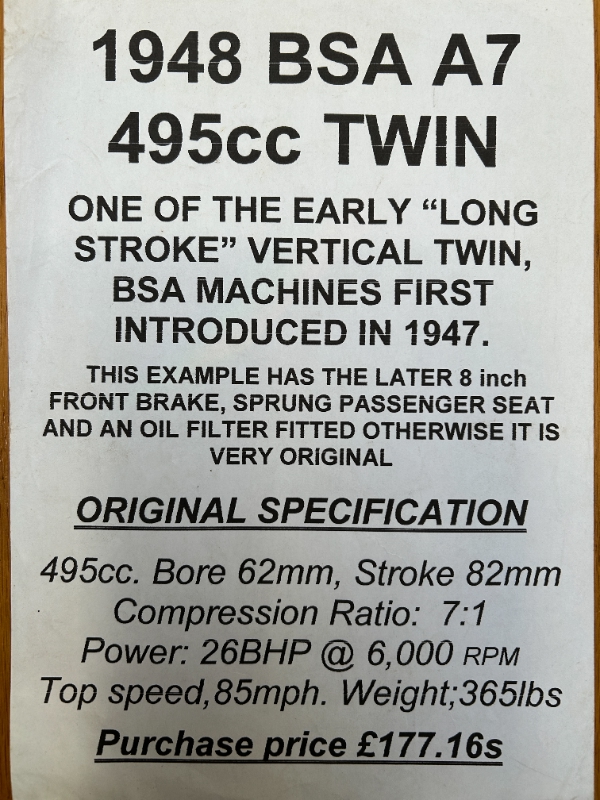 1948 BSA A7
495cc TWIN
ONE OF THE EARLY “LONG
STROKE” VERTICAL TWIN,
BSA MACHINES FIRST
INTRODUCED IN 1947.
THIS EXAMPLE HAS THE LATER 8 inch
FRONT BRAKE, SPRUNG PASSENGER SEAT
AND AN OIL FILTER FITTED OTHERWISE IT IS
VERY ORIGINAL
ORIGINAL SPECIFICATION
495cc. Bore 62mm, Stroke 82mm
Compression Ratio: 7:1
Power: 26BHP @ 6,000 RPM
Top speed,85mph. Weight;365lbs
Purchase price £177.16s